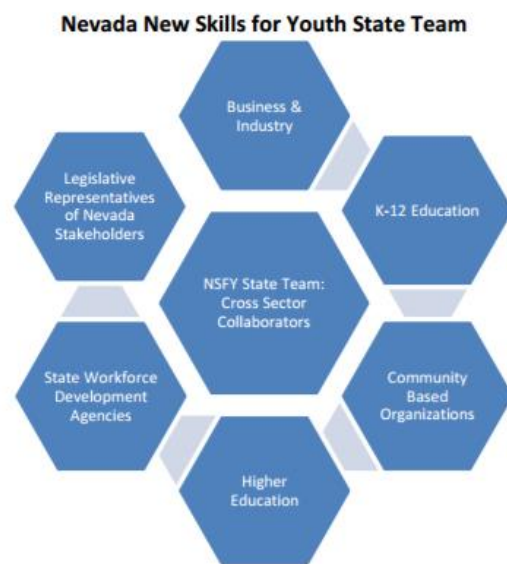 Nevada New Skills for Youth State Team
Business &
Industry
K-12 Education
Community
Based
Organizations
Higher
Education
State Workforce
Development
Agencies
Legislative
Representatives
of Nevada
Stakeholders
NSFY State Team:
Cross Sector
Collaborators